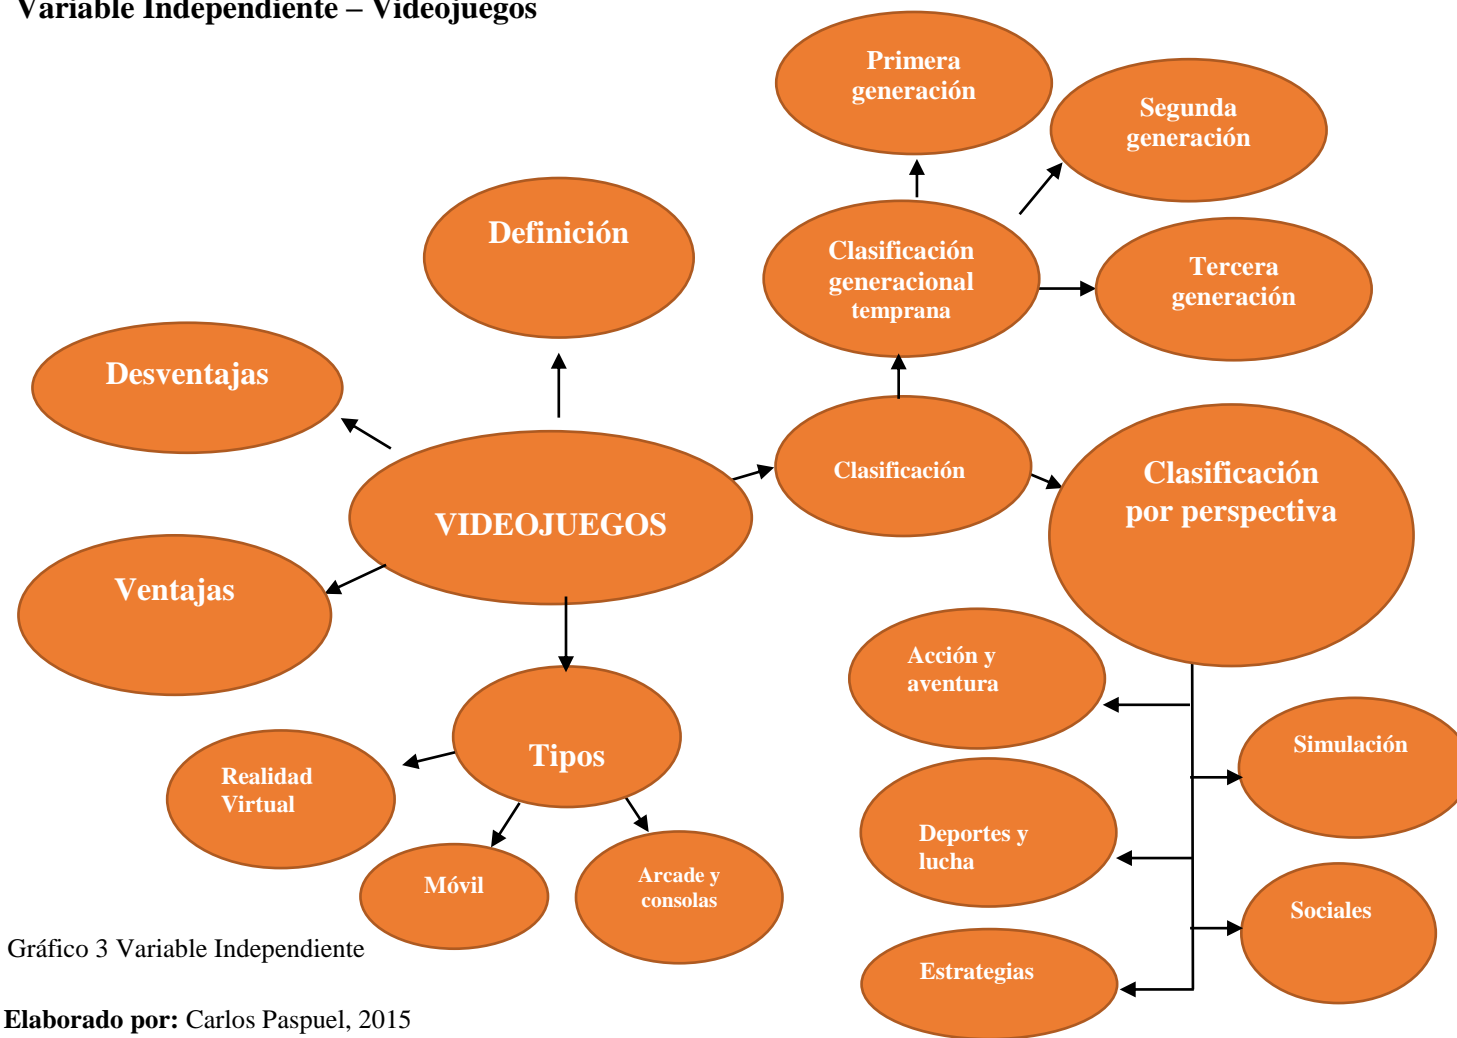 Variable Independiente – Videojuegos
Primera
generación
Segunda
generación
Definición
Clasificación
generacional
temprana
Tercera
generación
Desventajas
Clasificación
Clasificación
por perspectiva
VIDEOJUEGOS
Ventajas
Acción y
aventura
Simulación
Tipos
Realidad
Virtual
Deportes y
lucha
Móvil
Arcade y
consolas
Sociales
Estrategias
Gráfico 3 Variable Independiente
Elaborado por: Carlos Paspuel, 2015